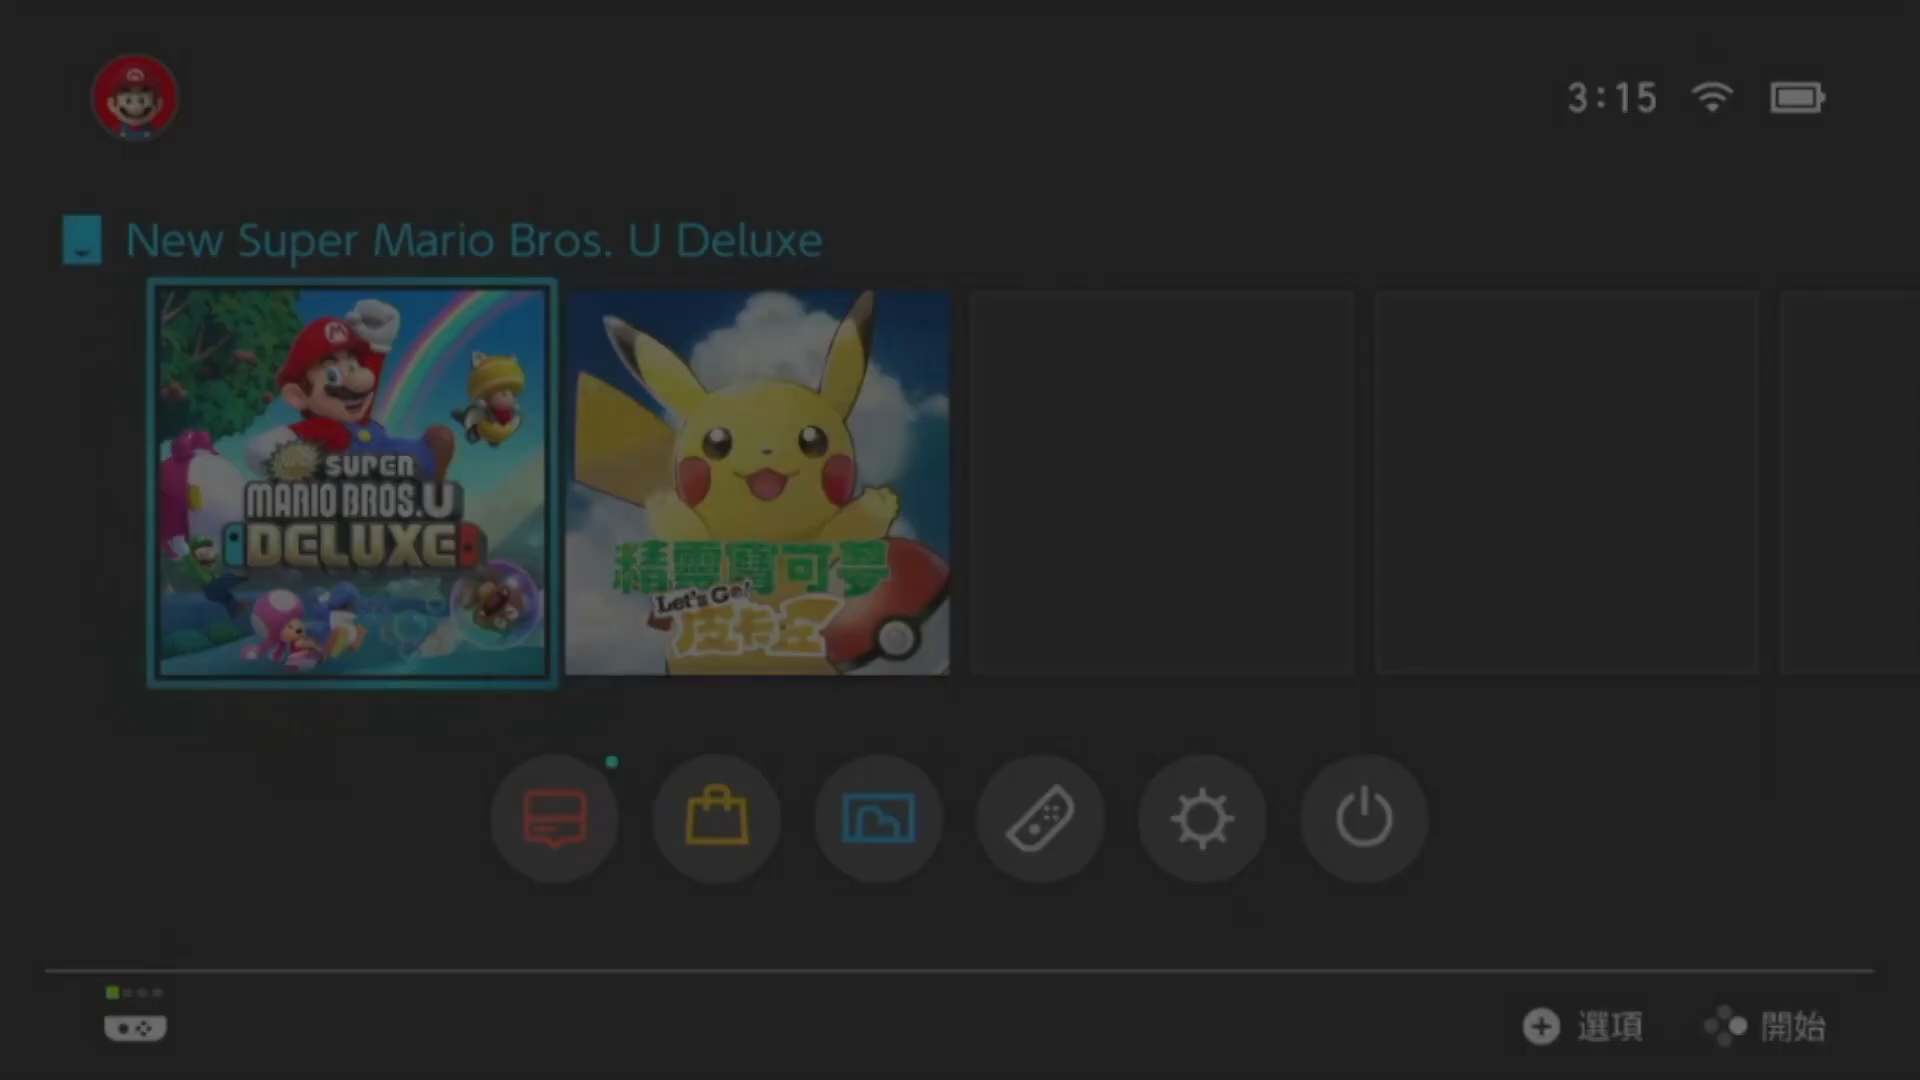 3:15
New Super Mario Bros. U Deluxe
NEW SUPER
MARIO BROS. U
DELUXE
精靈寶可夢
Let's Go!
皮卡丘
選項
開始